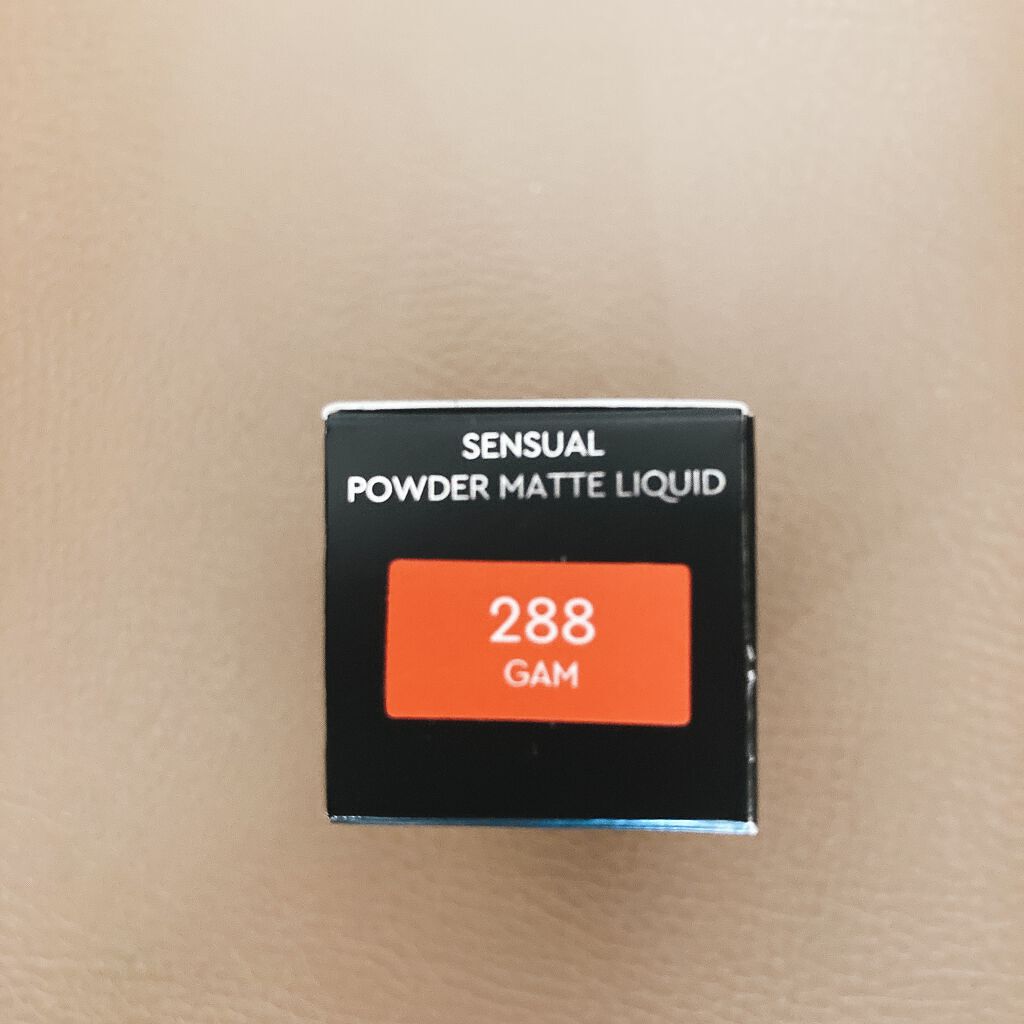 SENSUAL
POWDER MATTE LIQUID
288
GAM